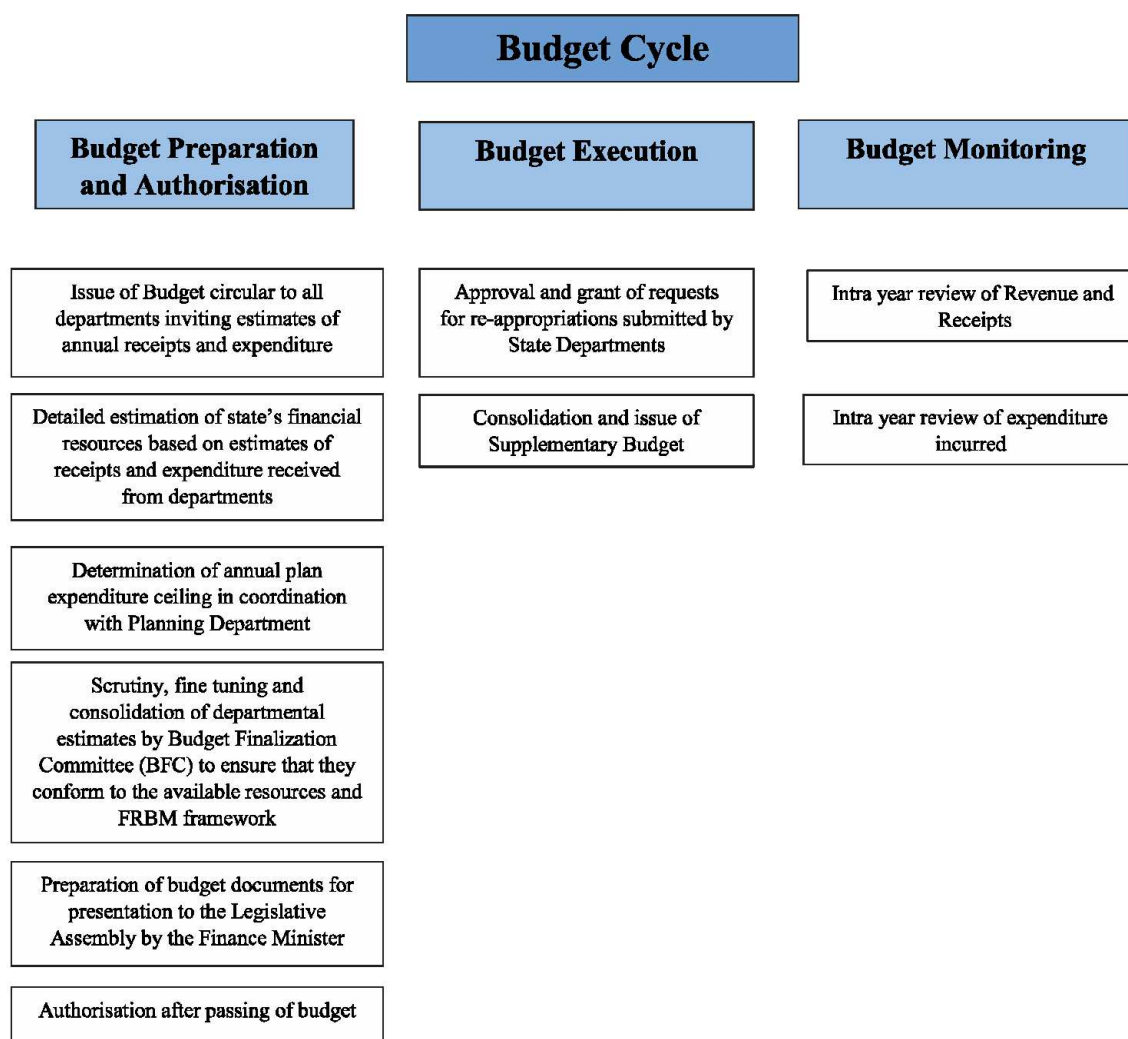 Budget Cycle
Budget Preparation
and Authorisation
Issue of Budget circular to all
departments inviting estimates of
annual receipts and expenditure
Detailed estimation of state's financial
resources based on estimates of
receipts and expenditure received
from departments
Determination of annual plan
expenditure ceiling in coordination
with Planning Department
Scrutiny, fine tuning and
consolidation of departmental
estimates by Budget Finalization
Committee (BFC) to ensure that they
conform to the available resources and
FRBM framework
Preparation of budget documents for
presentation to the Legislative
Assembly by the Finance Minister
Authorisation after passing of budget
Budget Execution
Approval and grant of requests
for re-appropriations submitted by
State Departments
Consolidation and issue of
Supplementary Budget
Budget Monitoring
Intra year review of Revenue and
Receipts
Intra year review of expenditure
incurred